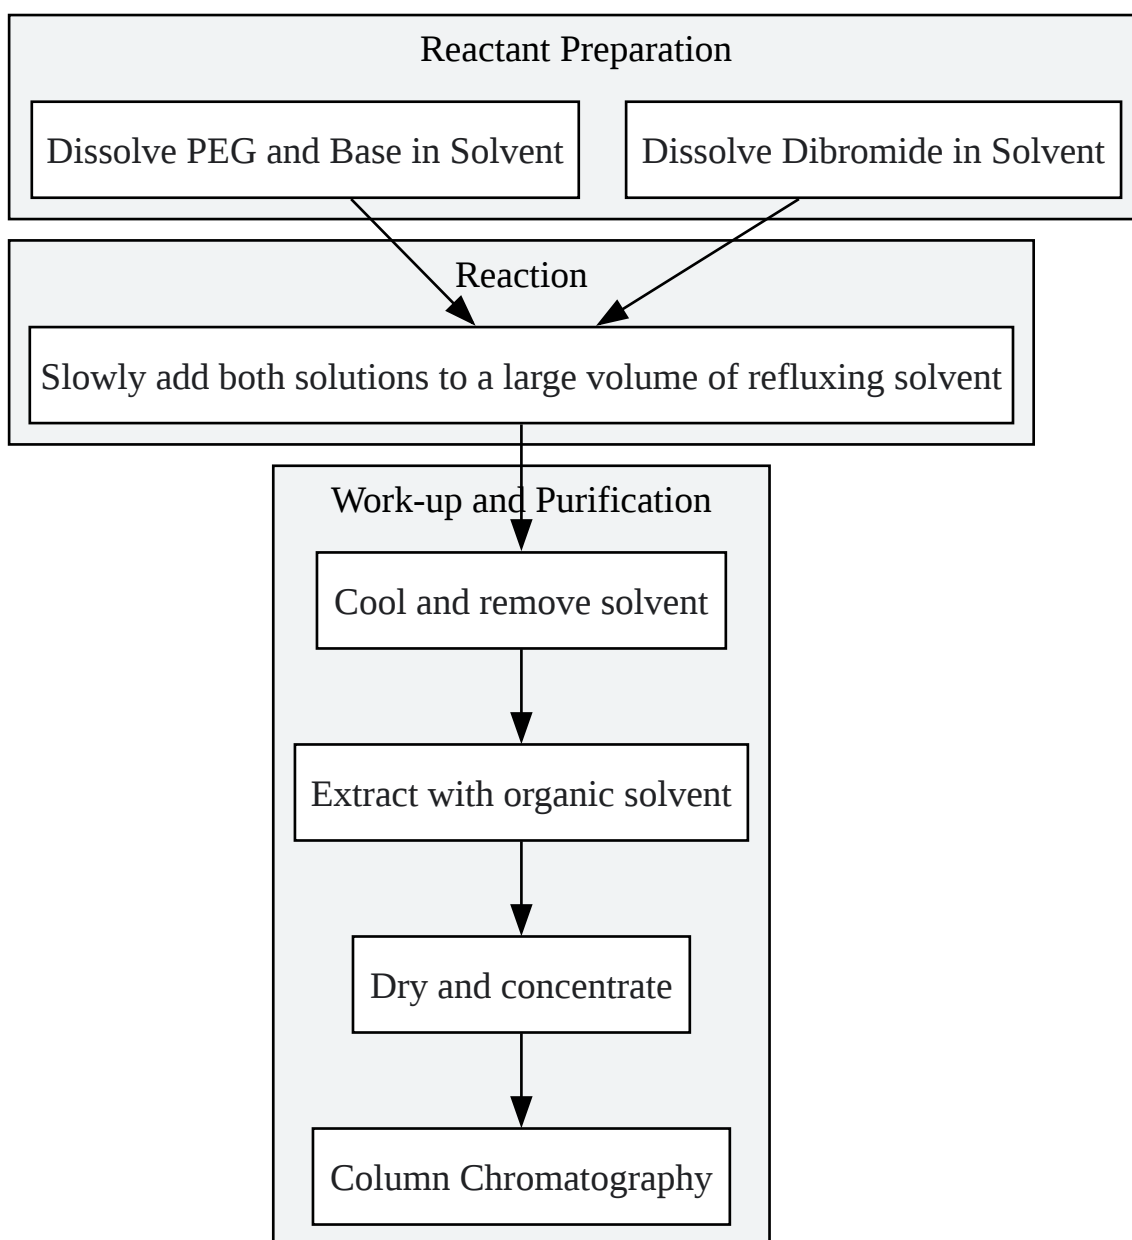 Reactant Preparation
Dissolve PEG and Base in Solvent
Dissolve Dibromide in Solvent
Reaction
Slowly add both solutions to a large volume of refluxing solvent
Work-up and Purification
Cool and remove solvent
Extract with organic solvent
Dry and concentrate
Column Chromatography